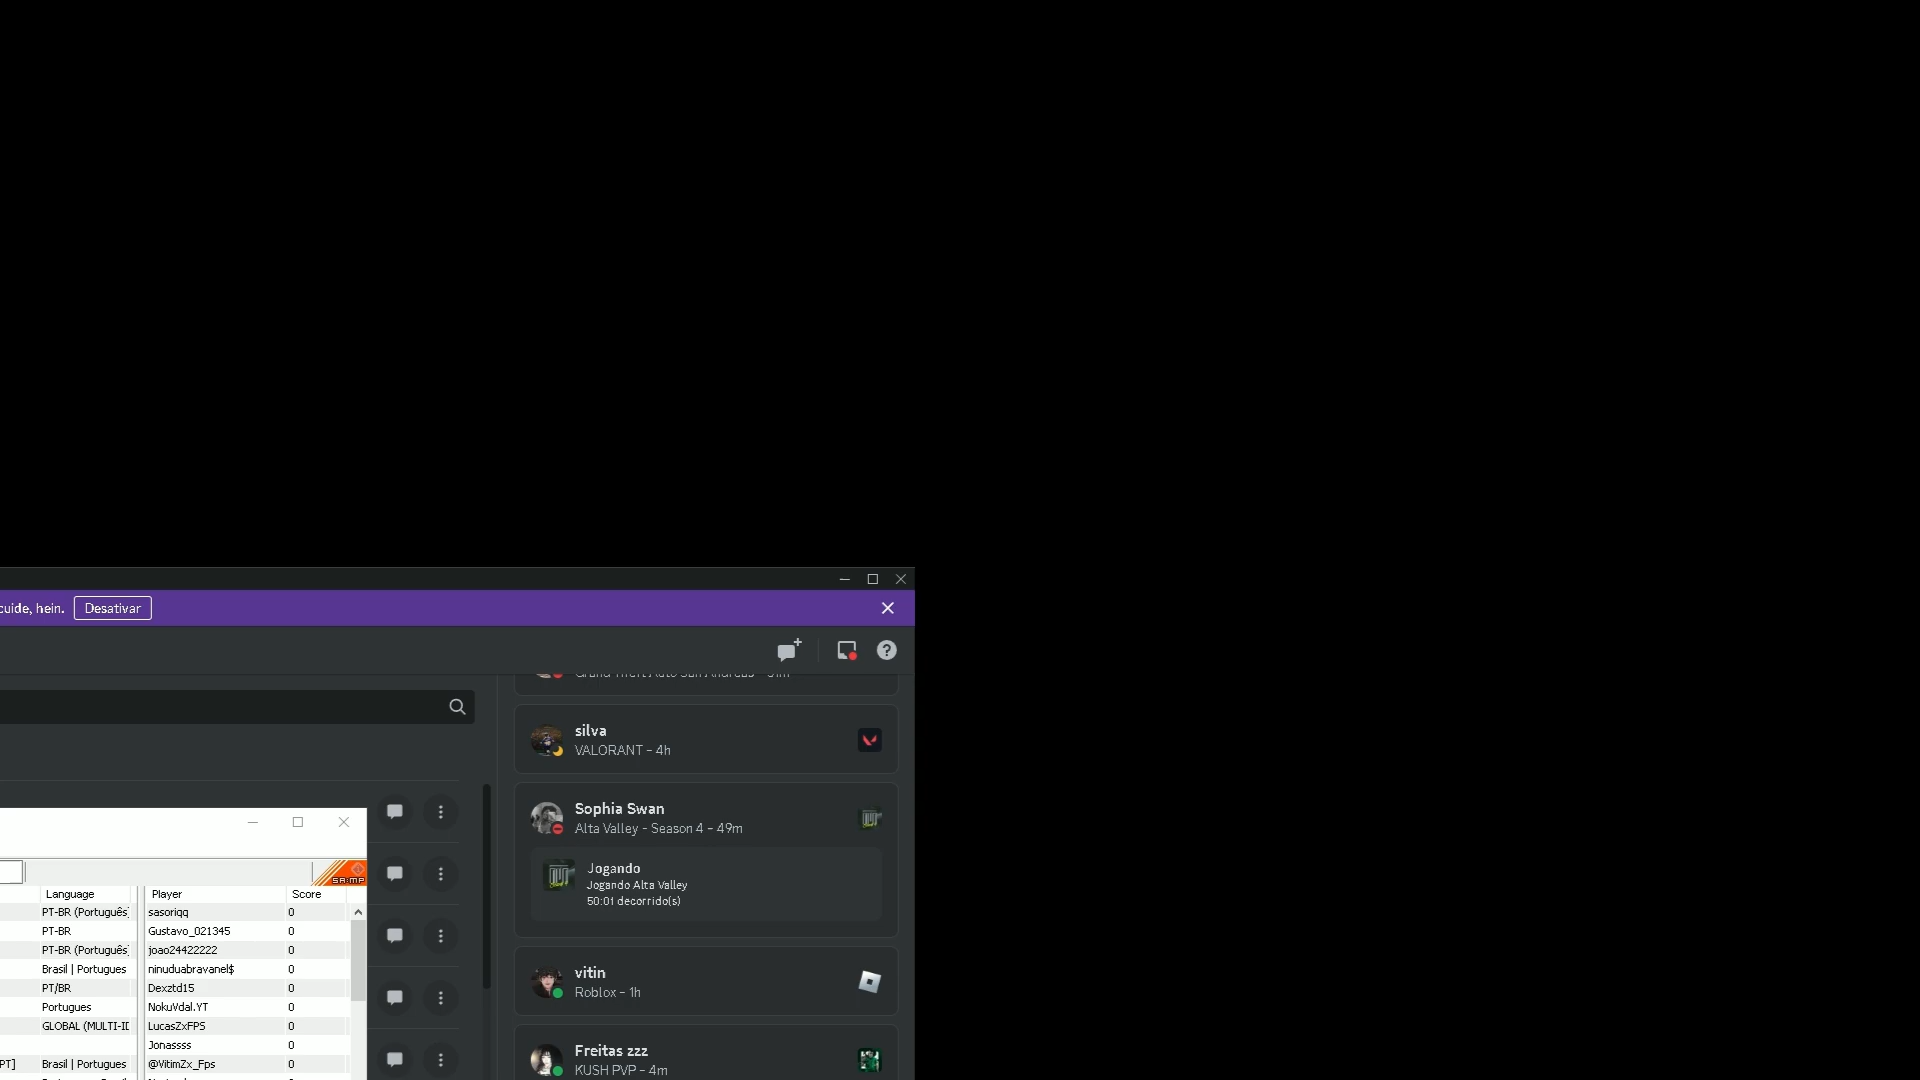 cuide, hein. Desativar
silva
VALORANT – 4h
Sophia Swan
Alta Valley - Season 4 – 49m
Jogando
Jogando Alta Valley
50:01 decorrido(s)
vitin
Roblox – 1h
Freitas zzz
KUSH PVP – 4m
SA:MP
Language Player Score
PT-BR (Português) sasoriqq 0
PT-BR Gustavo_021345 0
PT-BR (Português) joao24422222 0
Brasil | Portugues ninuduabravanel$ 0
PT/BR Dexztd15 0
Portugues NokuVdal.YT 0
GLOBAL (MULTI-ID LucasZxFPS 0
Jonassss 0
PT] Brasil | Portugues @VitimZx_Fps 0